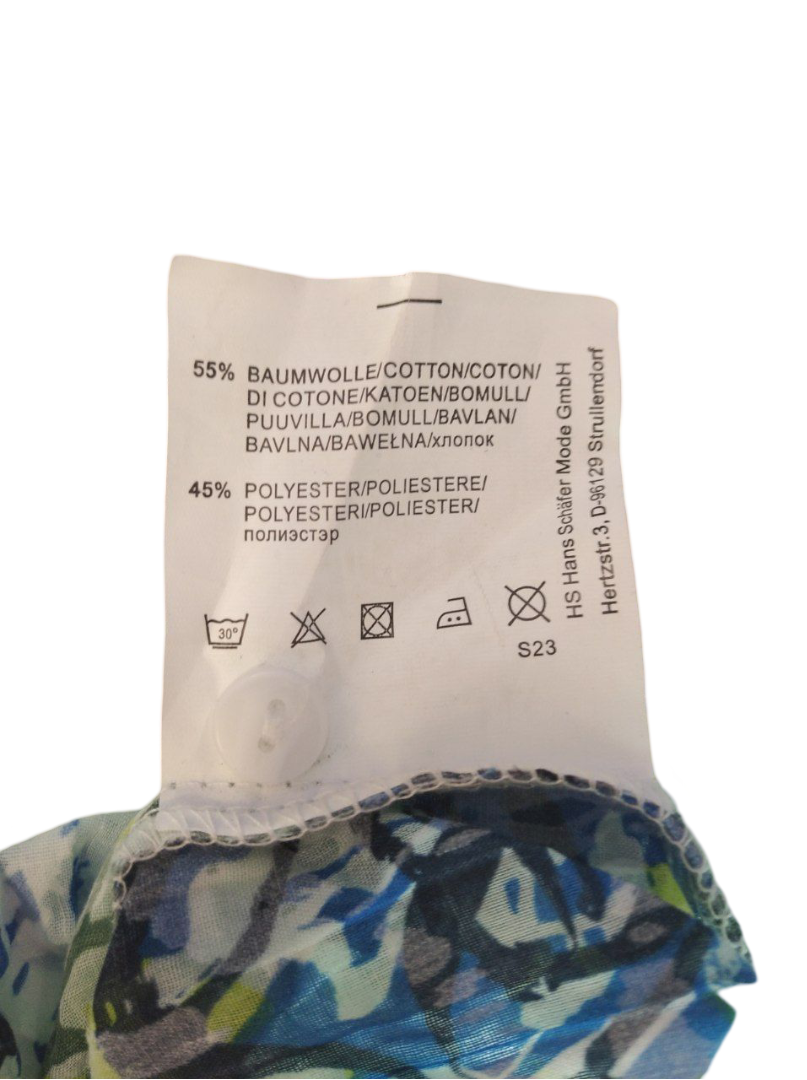 55% BAUMWOLLE/COTTON/COTON/
DI COTONE/KATOEN/BOMULL/
PUUVILLA/BOMULL/BAVLAN/
BAVLNA/BAWEŁNA/хлопок
45% POLYESTER/POLIESTERE/
POLYESTERI/POLIESTER/
полиэстэр
30°
S23
HS Hans Schäfer Mode GmbH
Hertzstr.3, D-96129 Strullendorf